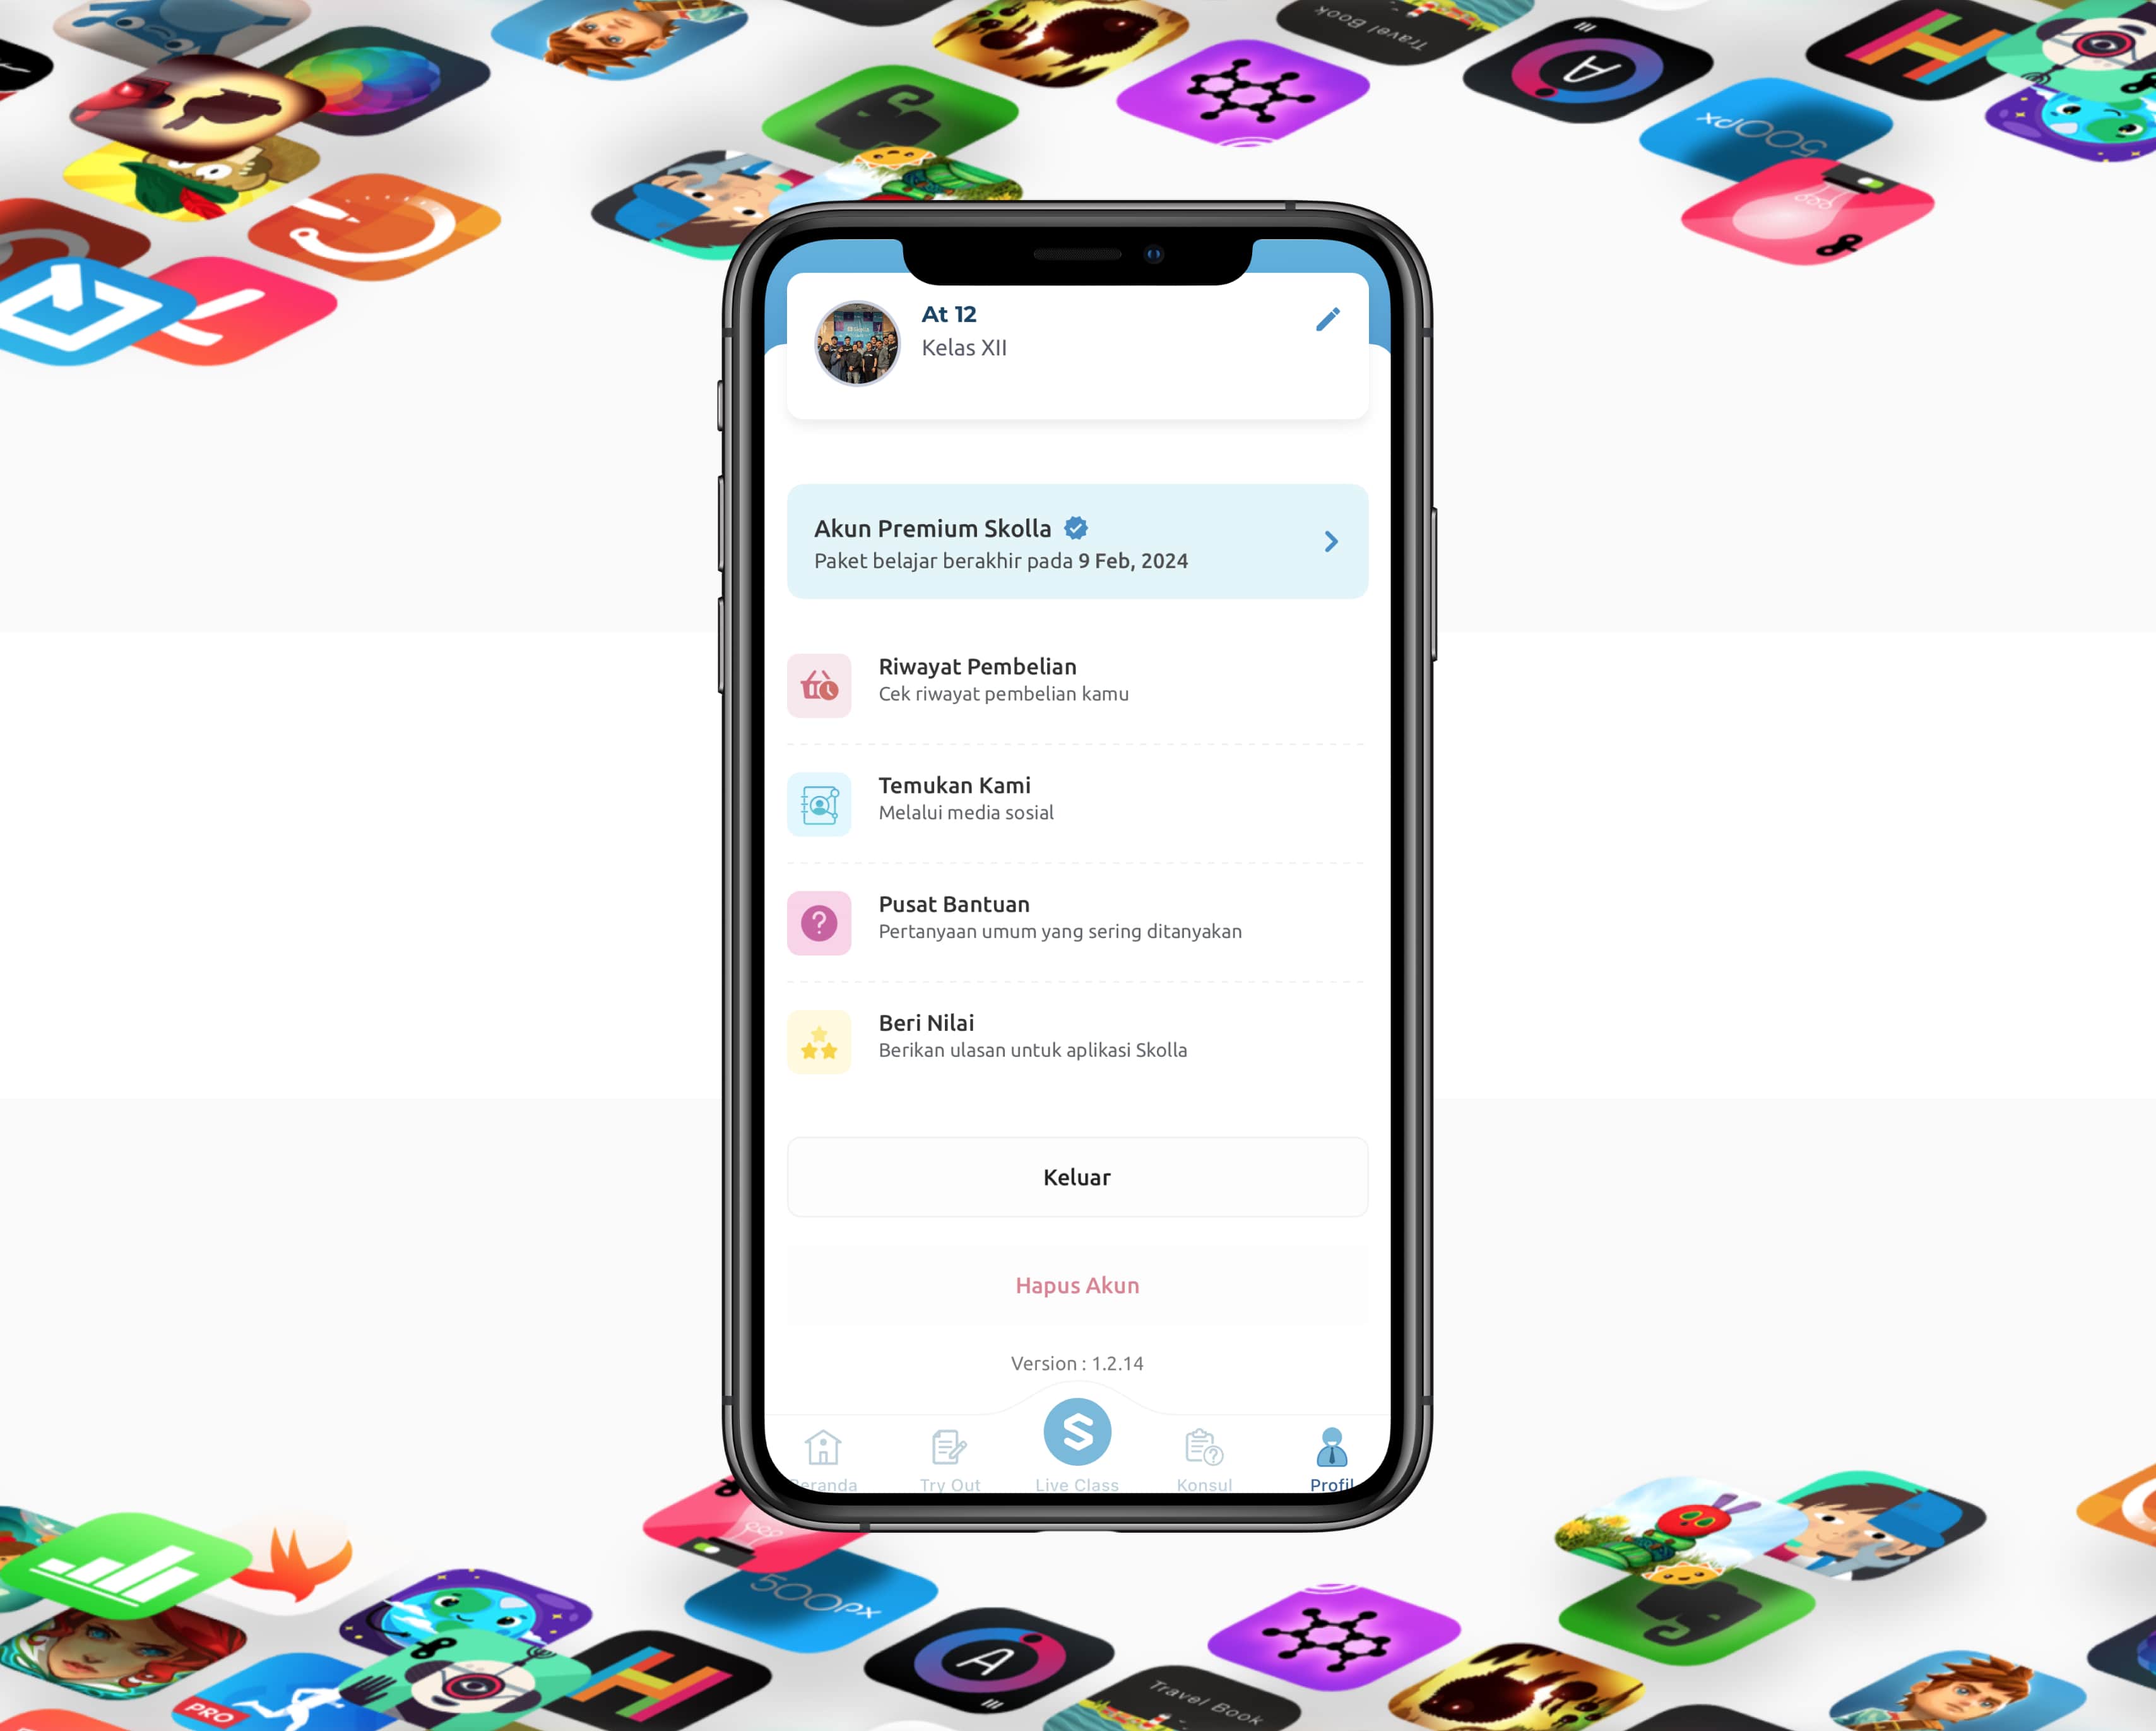 Travel Book
A
500px
At 12
Kelas XII
Akun Premium Skolla
Paket belajar berakhir pada 9 Feb, 2024
Riwayat Pembelian
Cek riwayat pembelian kamu
Temukan Kami
Melalui media sosial
Pusat Bantuan
Pertanyaan umum yang sering ditanyakan
Beri Nilai
Berikan ulasan untuk aplikasi Skolla
Keluar
Hapus Akun
Version : 1.2.14
S
eranda
Try Out
Live Class
Konsul
Profil
500px
A
Travel Book
PRO